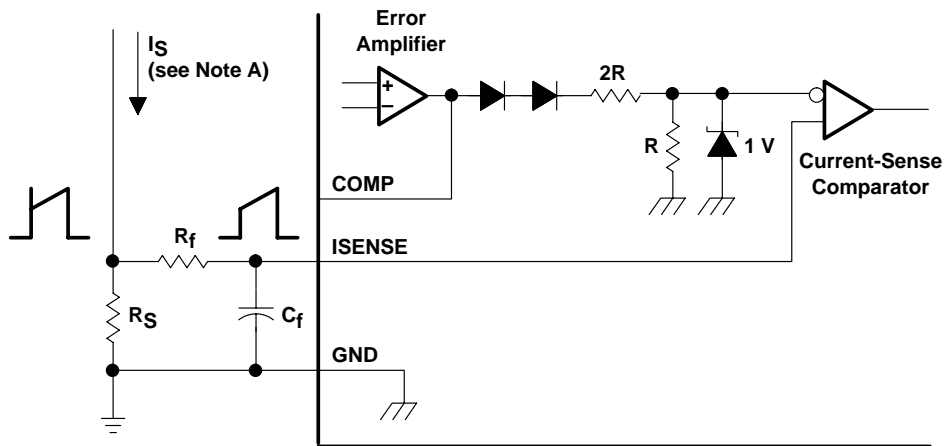 Error
Amplifier
IS
(see Note A)
+
−
2R
R
1 V
Current-Sense
Comparator
COMP
Rf
ISENSE
RS
Cf
GND